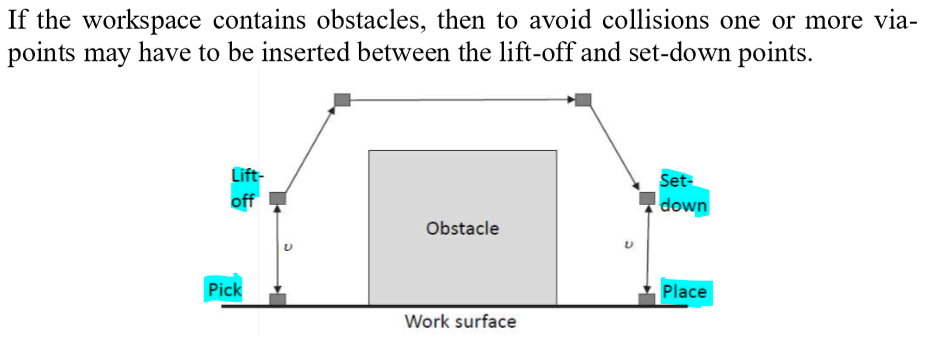 If the workspace contains obstacles, then to avoid collisions one or more via-
points may have to be inserted between the lift-off and set-down points.
Lift-
off
Set-
down
Obstacle
υ
υ
Pick
Place
Work surface